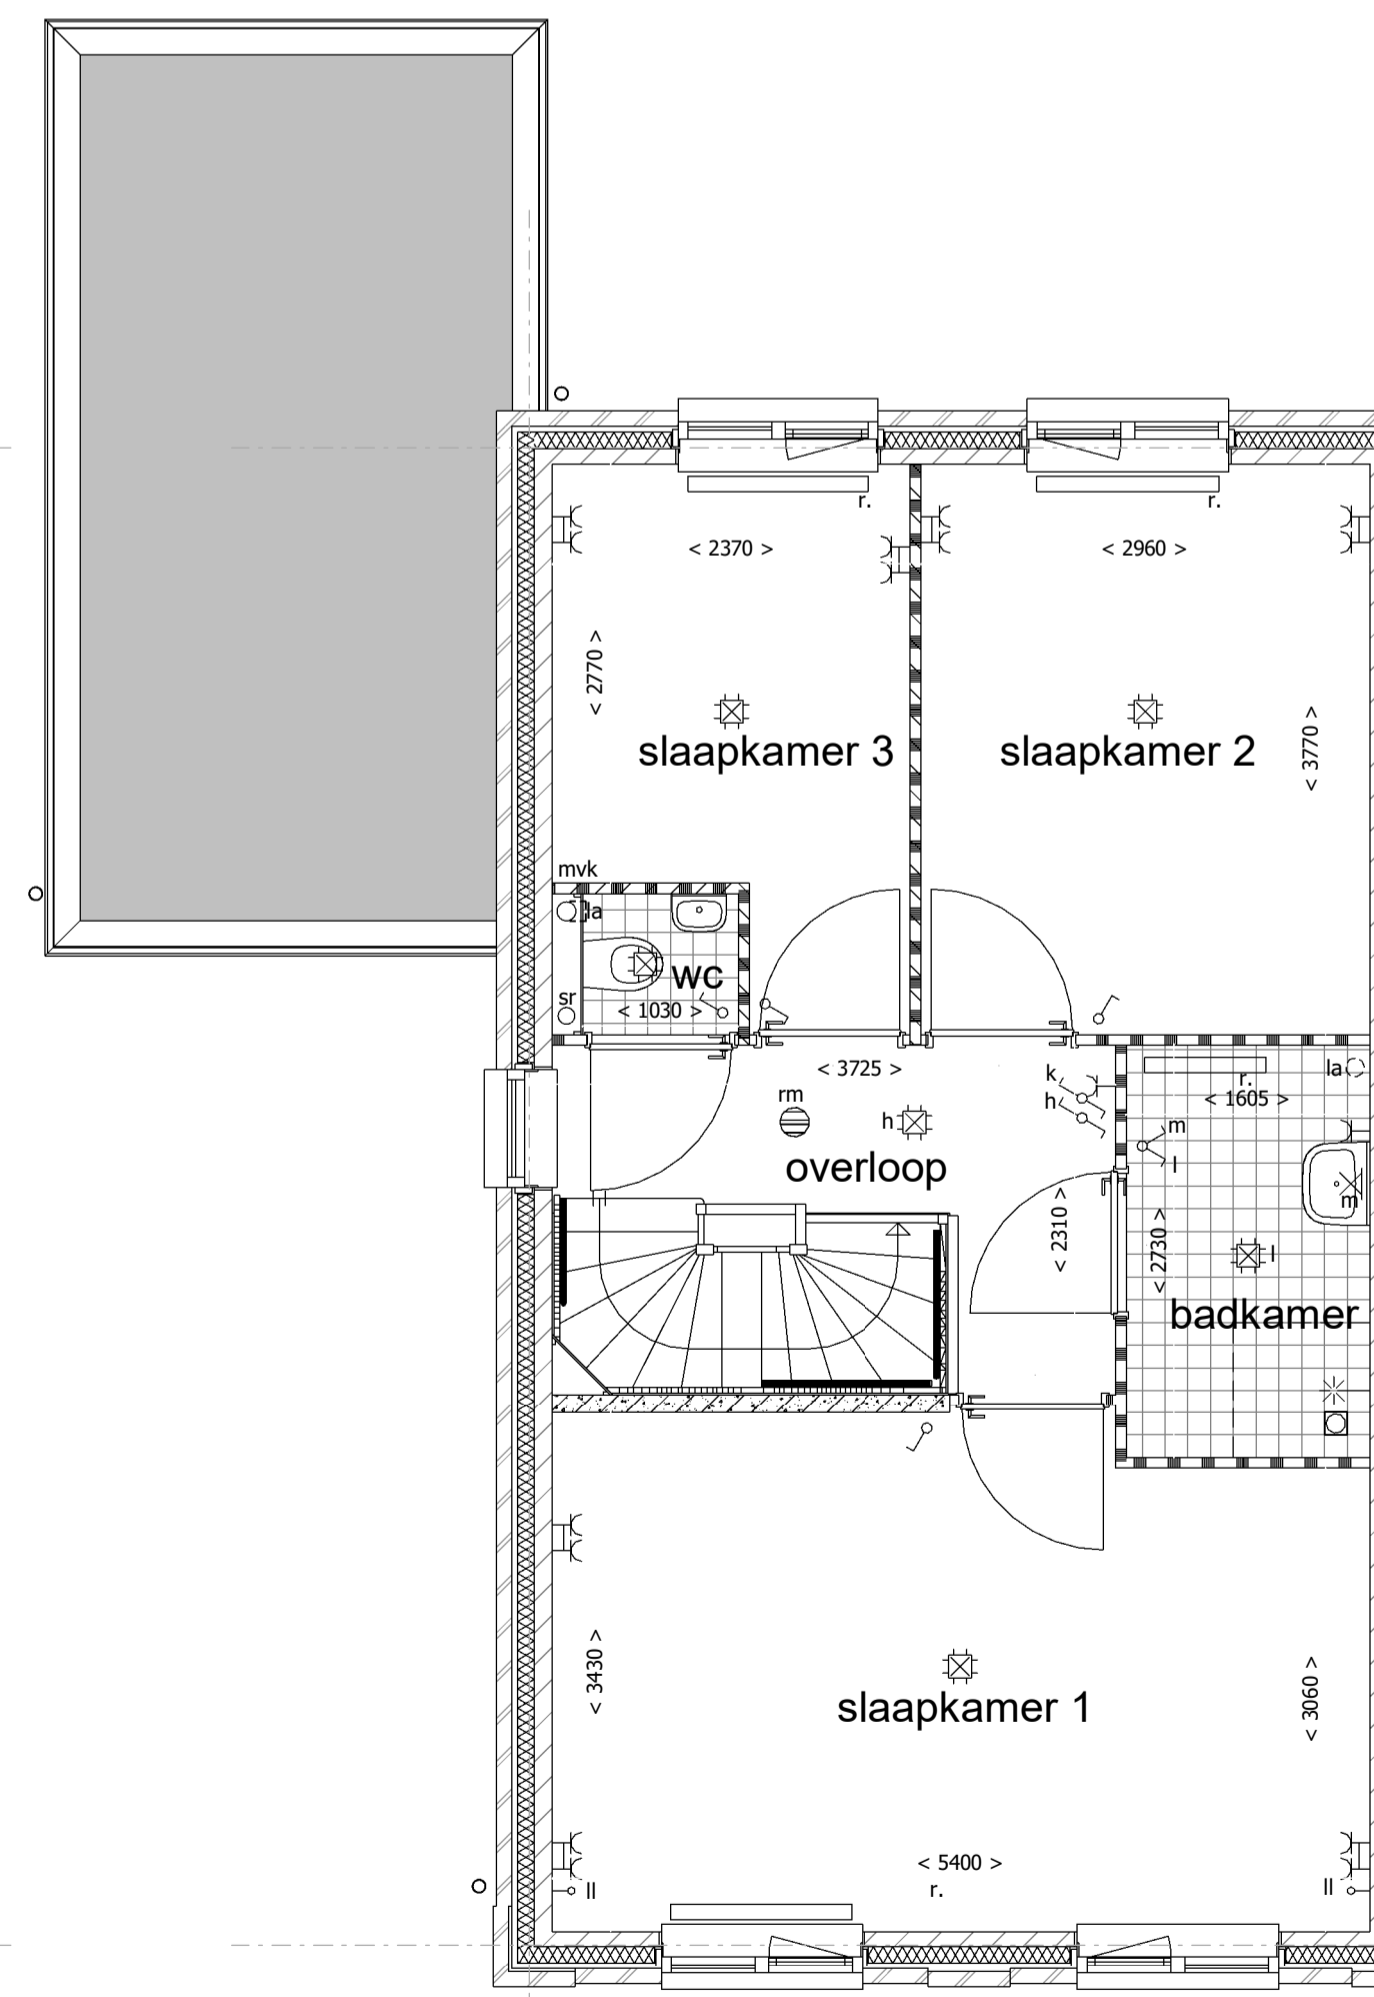 r.
r.
< 2370 >
< 2960 >
< 2770 >
< 3770 >
slaapkamer 3
slaapkamer 2
mvk
la
wc
sr
< 1030 >
< 3725 >
k
h
rm
h
overloop
r.
la
< 1605 >
m
l
m
< 2310 >
< 2730 >
l
badkamer
< 3430 >
< 3060 >
slaapkamer 1
< 5400 >
r.
ll
ll